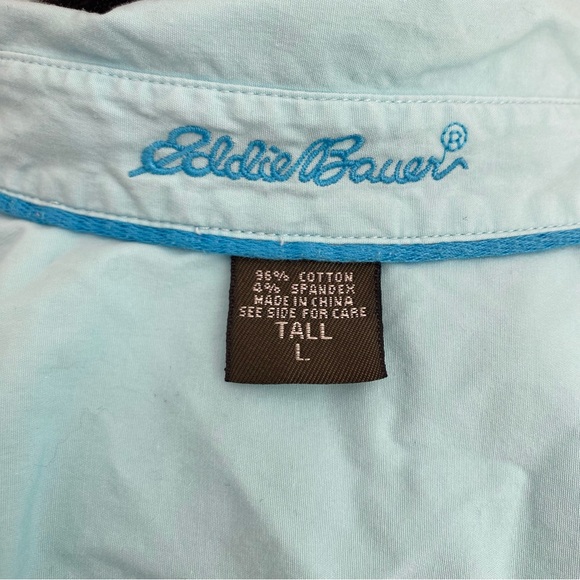 Eddie Bauer®
96% COTTON
4% SPANDEX
MADE IN CHINA
SEE SIDE FOR CARE
TALL
L